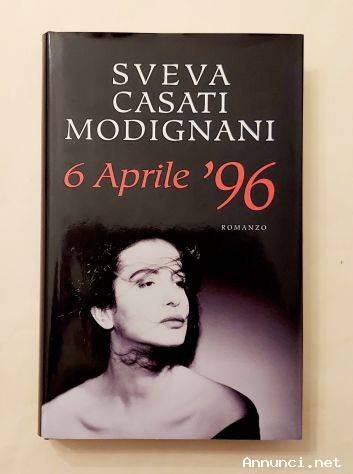 SVEVA
CASATI
MODIGNANI
6 Aprile '96
ROMANZO
Annunci.net